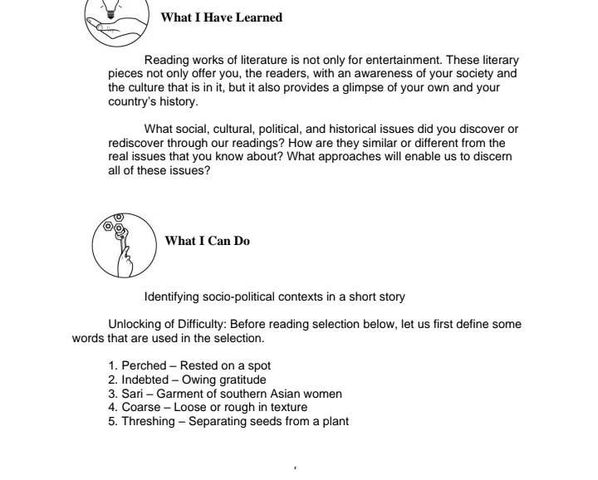 What I Have Learned
Reading works of literature is not only for entertainment. These literary
pieces not only offer you, the readers, with an awareness of your society and
the culture that is in it, but it also provides a glimpse of your own and your
country's history.
What social, cultural, political, and historical issues did you discover or
rediscover through our readings? How are they similar or different from the
real issues that you know about? What approaches will enable us to discern
all of these issues?
What I Can Do
Identifying socio-political contexts in a short story
Unlocking of Difficulty: Before reading selection below, let us first define some
words that are used in the selection.
1. Perched – Rested on a spot
2. Indebted – Owing gratitude
3. Sari – Garment of southern Asian women
4. Coarse – Loose or rough in texture
5. Threshing – Separating seeds from a plant